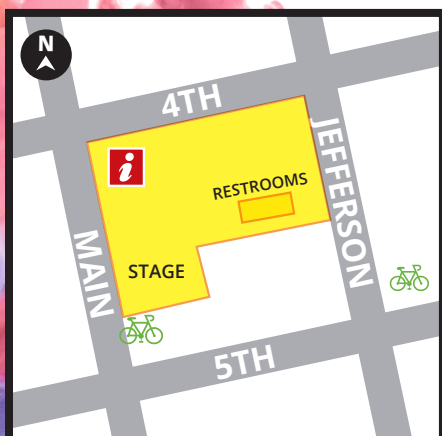 N
4TH
i
RESTROOMS
JEFFERSON
MAIN
STAGE
5TH